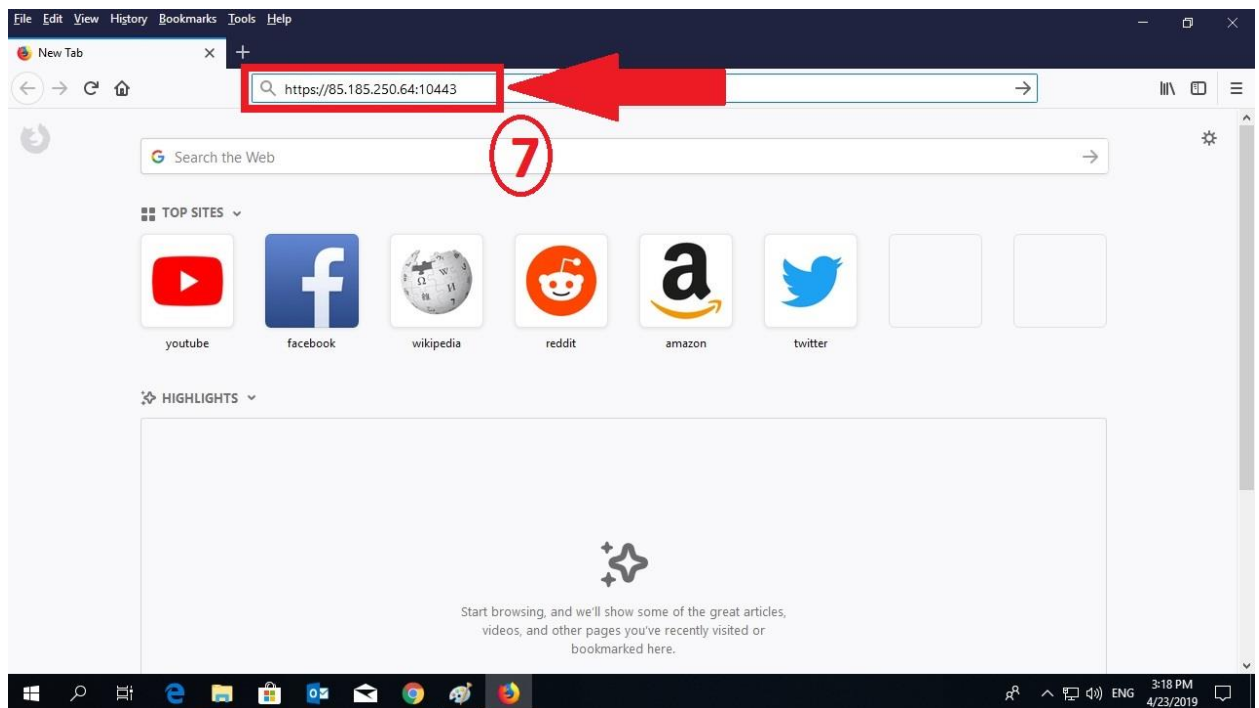 File Edit View History Bookmarks Tools Help
New Tab
https://85.185.250.64:10443
7
G Search the Web
TOP SITES
youtube facebook wikipedia reddit amazon twitter
HIGHLIGHTS
Start browsing, and we'll show some of the great articles,
videos, and other pages you've recently visited or
bookmarked here.
ENG 3:18 PM
4/23/2019